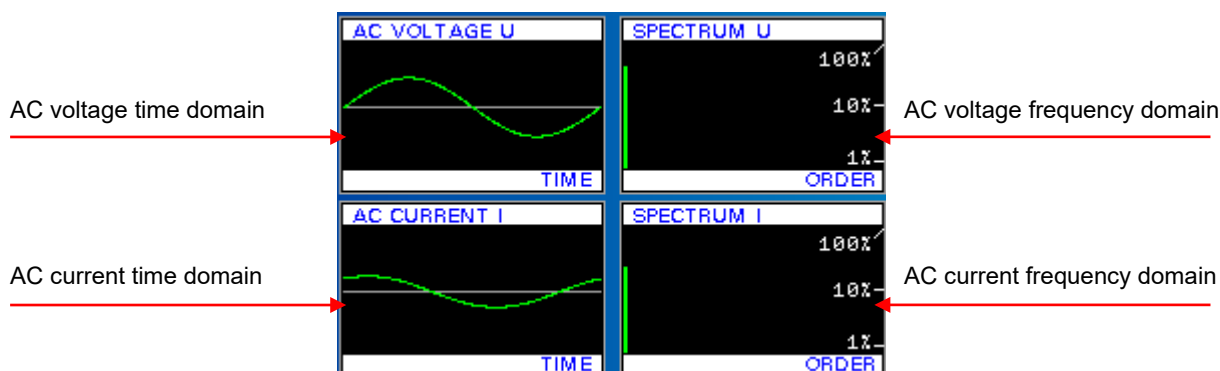 AC VOLTAGE U
SPECTRUM U
100%
AC voltage time domain
10%
AC voltage frequency domain
1%
TIME
ORDER
AC CURRENT I
SPECTRUM I
100%
AC current time domain
10%
AC current frequency domain
1%
TIME
ORDER